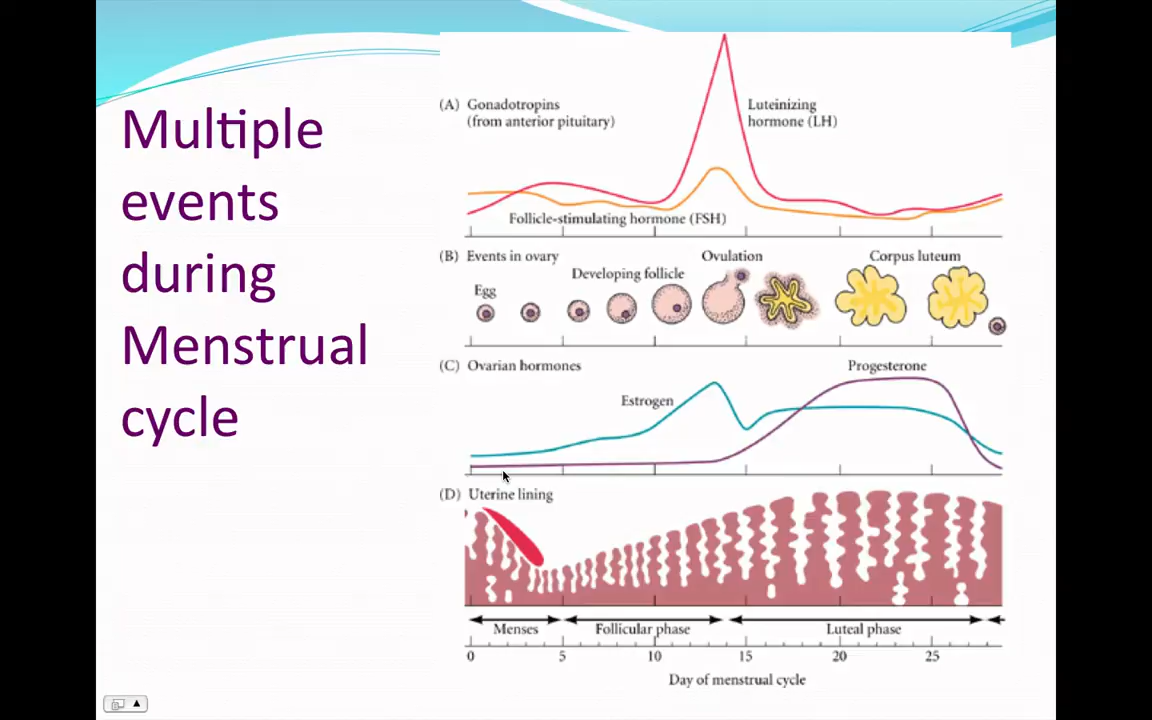 Multiple
events
during
Menstrual
cycle
(A) Gonadotropins
(from anterior pituitary)
Luteinizing
hormone (LH)
Follicle-stimulating hormone (FSH)
(B) Events in ovary
Ovulation
Corpus luteum
Developing follicle
Egg
(C) Ovarian hormones
Progesterone
Estrogen
(D) Uterine lining
Menses
Follicular phase
Luteal phase
0 5 10 15 20 25
Day of menstrual cycle